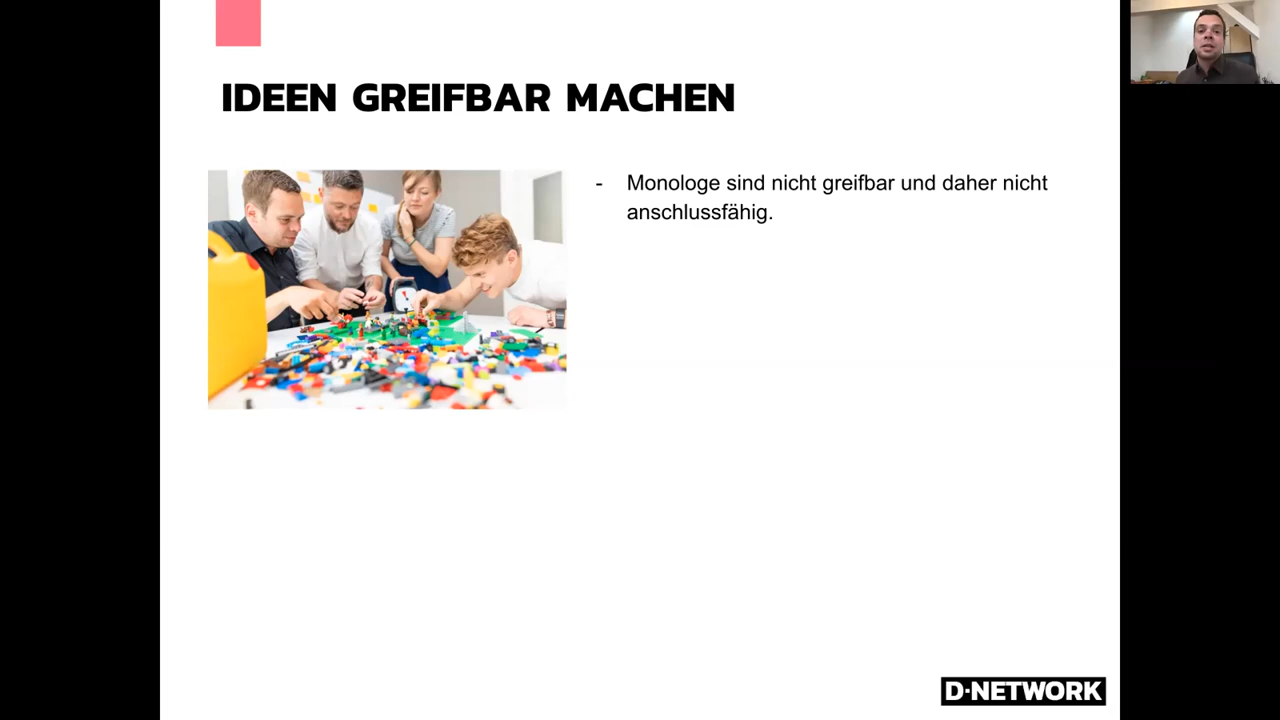 IDEEN GREIFBAR MACHEN
- Monologe sind nicht greifbar und daher nicht
anschlussfähig.
D·NETWORK